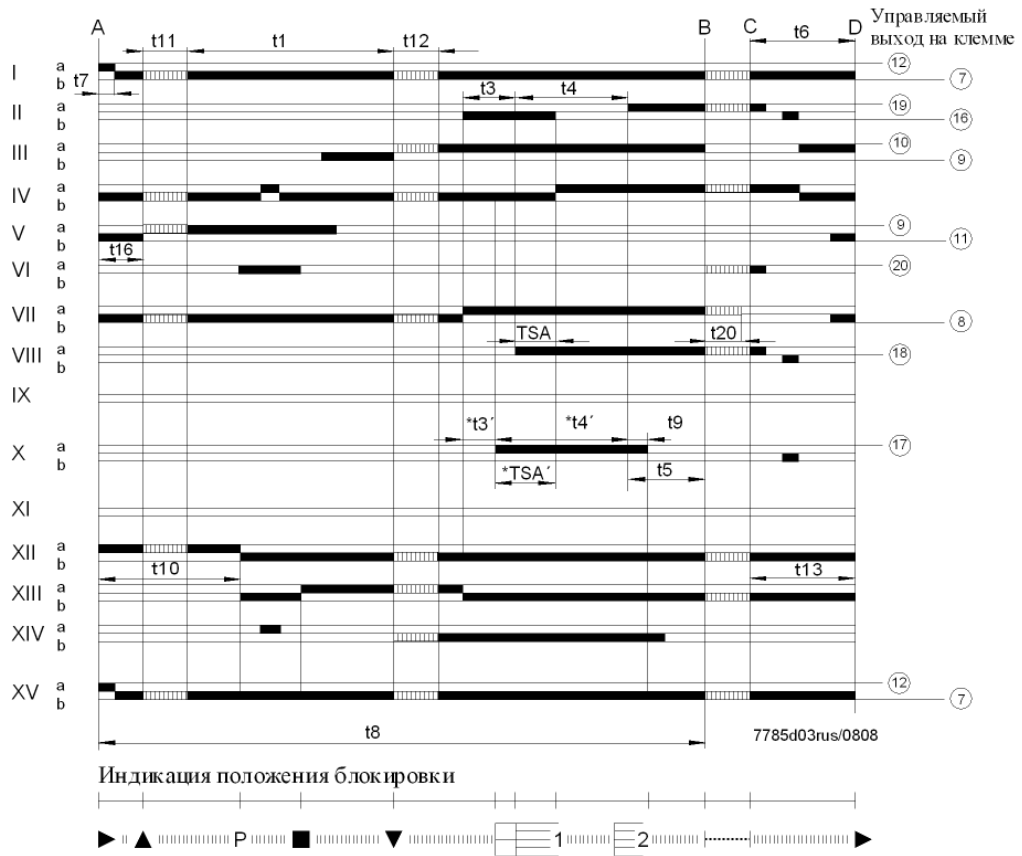 A B C D
Управляемый
выход на клемме
t11 t1 t12 t6
I a b t7 12 7
t3 t4
II a b 19 16
III a b 10 9
IV a b
V a b 9 11
t16
VI a b 20
VII a b 8
TSA t20
VIII a b 18
IX
*t3´ *t4´ t9
X a b 17
*TSA´ t5
XI
XII a b
t10 t13
XIII a b
XIV a b
XV a b 12 7
t8
7785d03rus/0808
Индикация положения блокировки
P 1 2